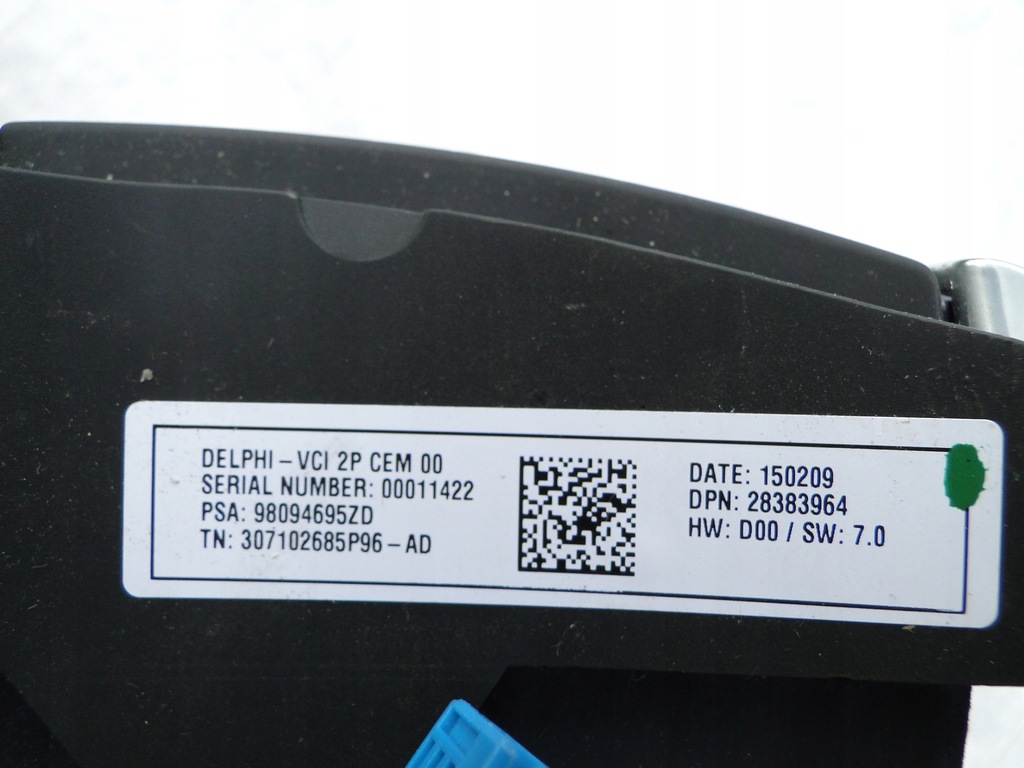 DELPHI – VCI 2P CEM 00
SERIAL NUMBER: 00011422
PSA: 98094695ZD
TN: 307102685P96 – AD
DATE: 150209
DPN: 28383964
HW: D00 / SW: 7.0